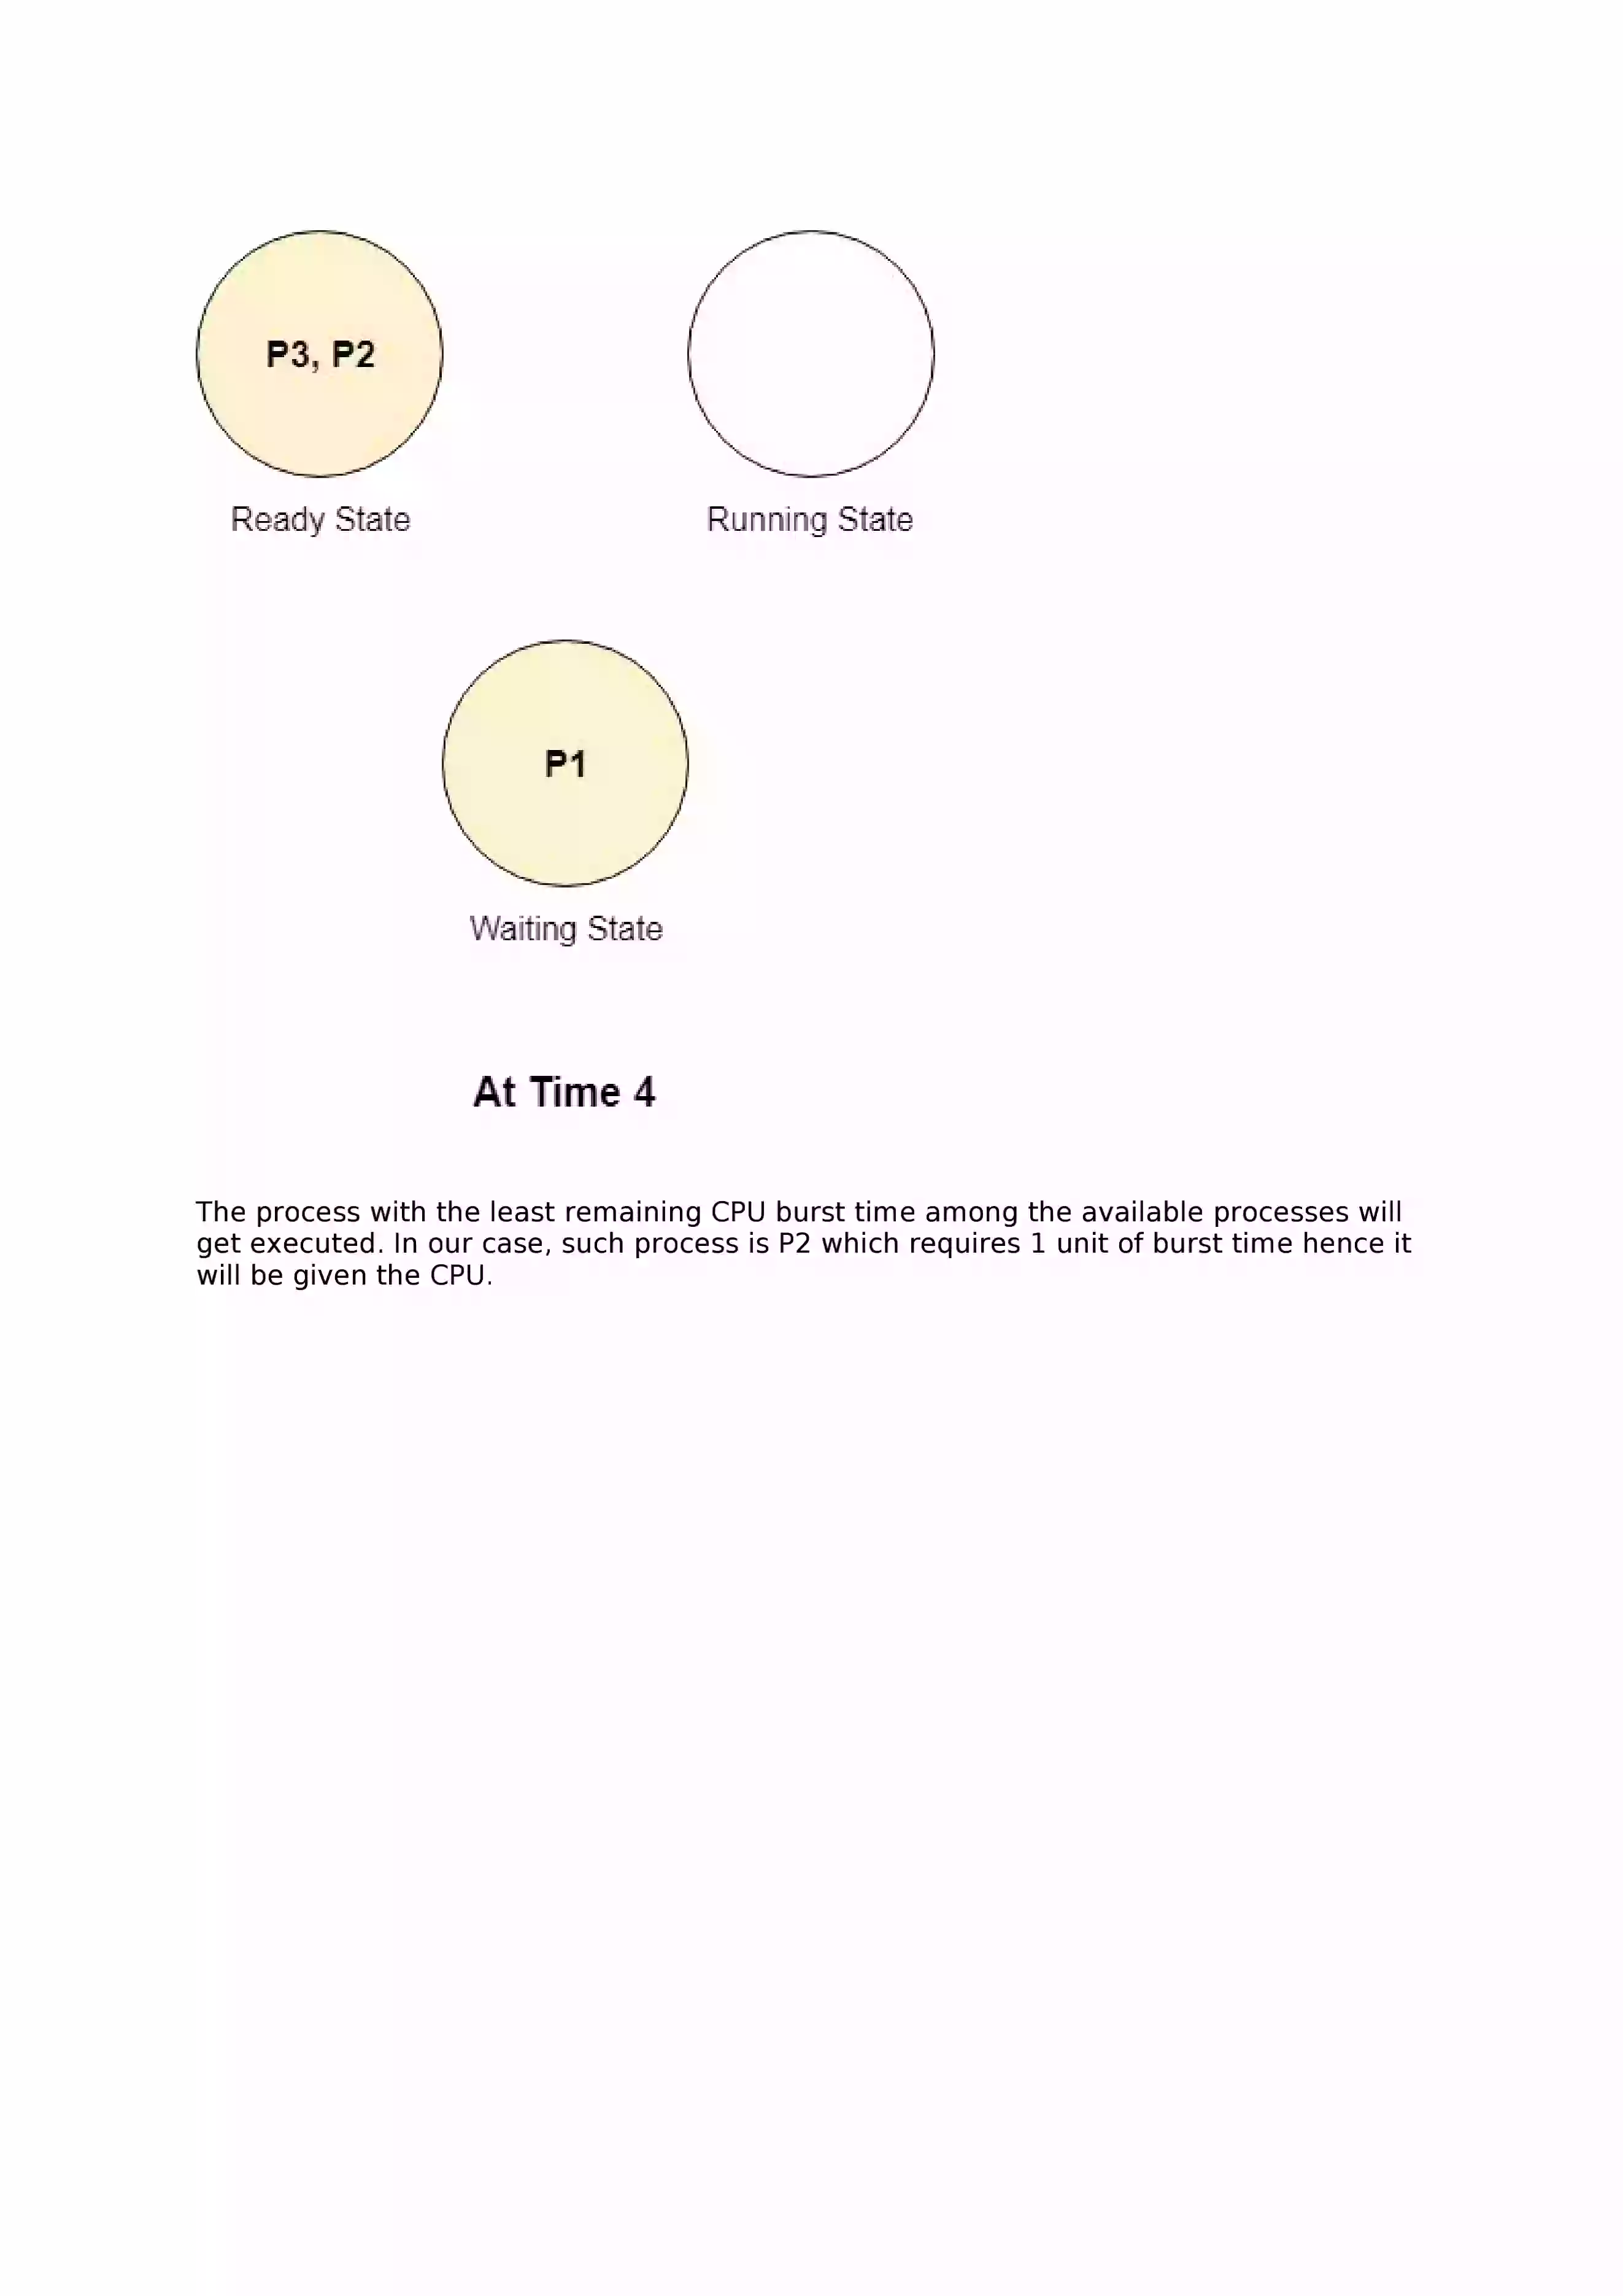 P3, P2
Ready State
Running State
P1
Waiting State
At Time 4
The process with the least remaining CPU burst time among the available processes will
get executed. In our case, such process is P2 which requires 1 unit of burst time hence it
will be given the CPU.